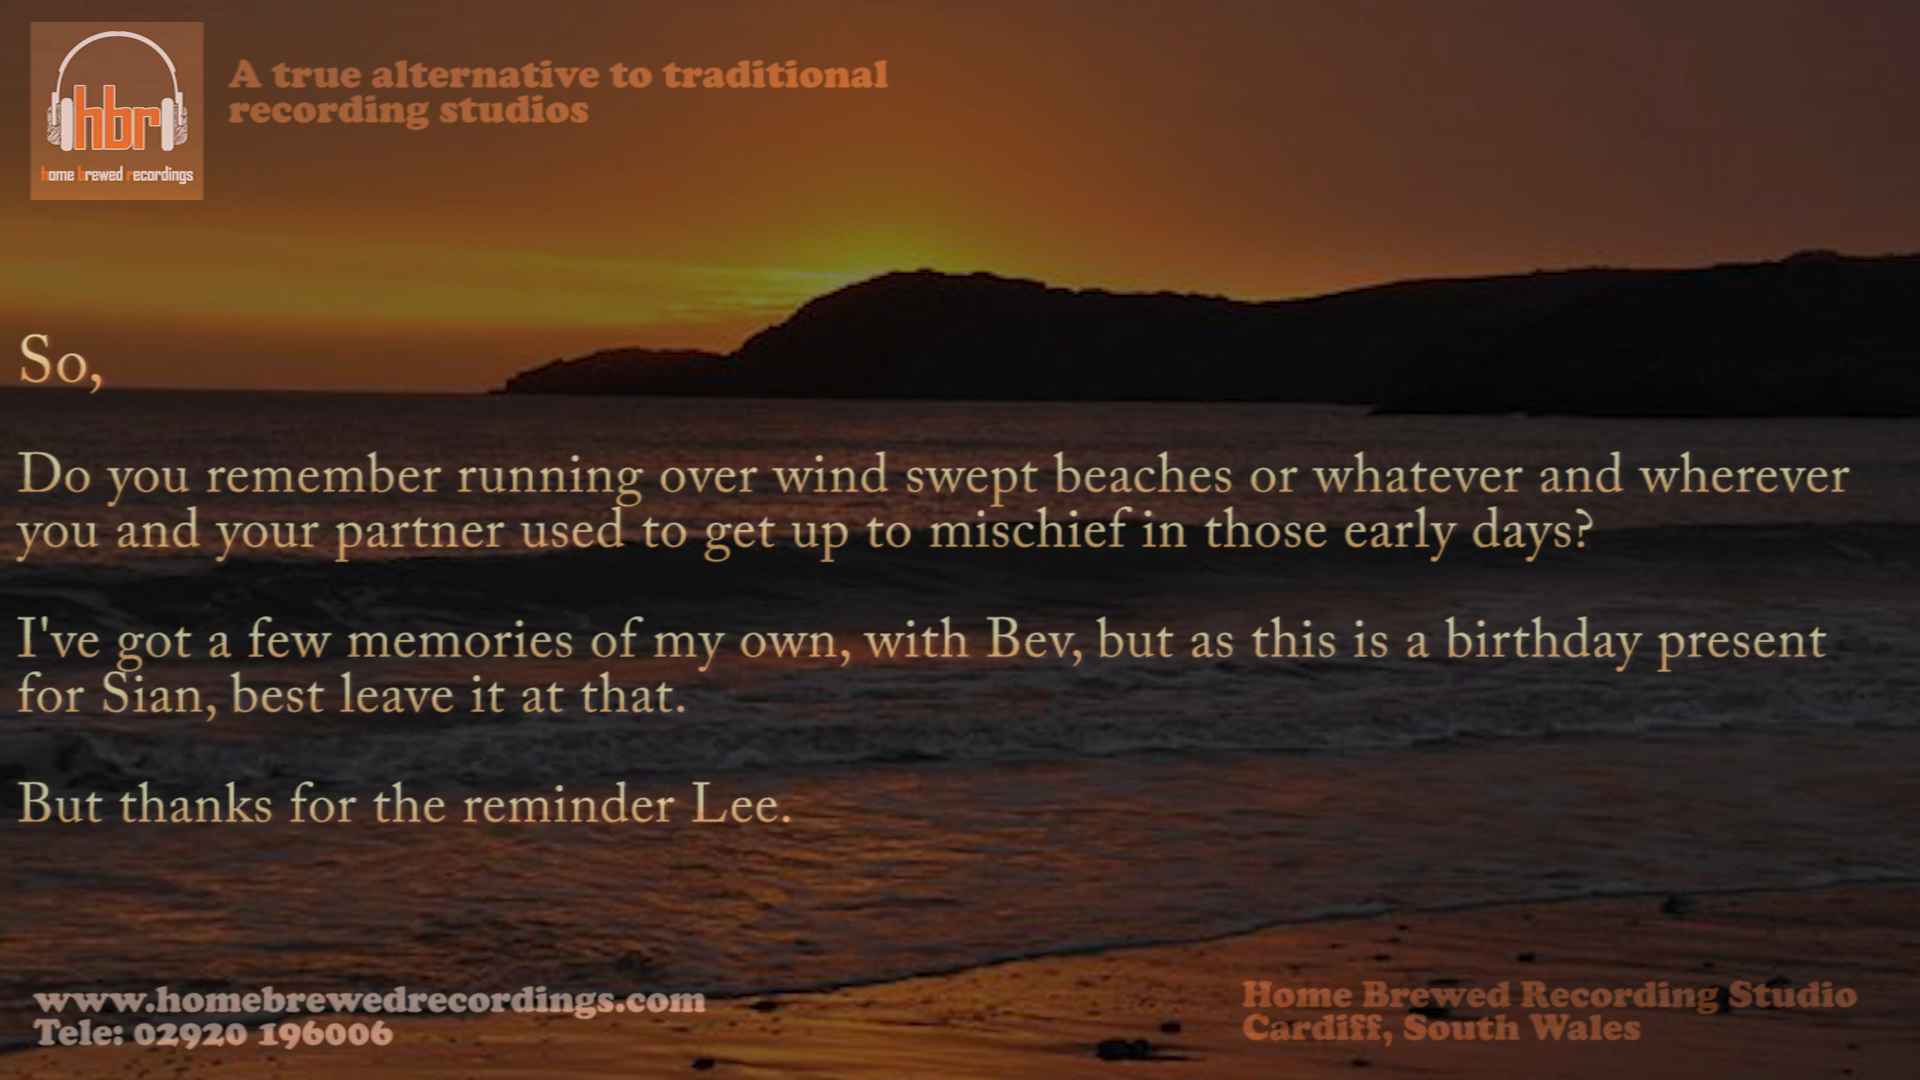 hbr
home brewed recordings
A true alternative to traditional
recording studios
So,
Do you remember running over wind swept beaches or whatever and wherever
you and your partner used to get up to mischief in those early days?
I've got a few memories of my own, with Bev, but as this is a birthday present
for Sian, best leave it at that.
But thanks for the reminder Lee.
www.homebrewedrecordings.com
Tele: 02920 196006
Home Brewed Recording Studio
Cardiff, South Wales